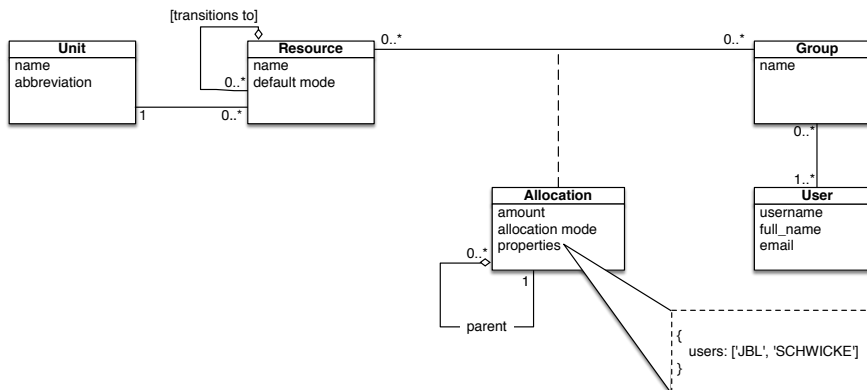 [transitions to]
Unit
name
abbreviation
Resource
name
default mode
0..*
0..*
Group
name
0..*
1
0..*
0..*
1..*
Allocation
amount
allocation mode
properties
User
username
full_name
email
0..*
1
parent
{
users: ['JBL', 'SCHWICKE']
}